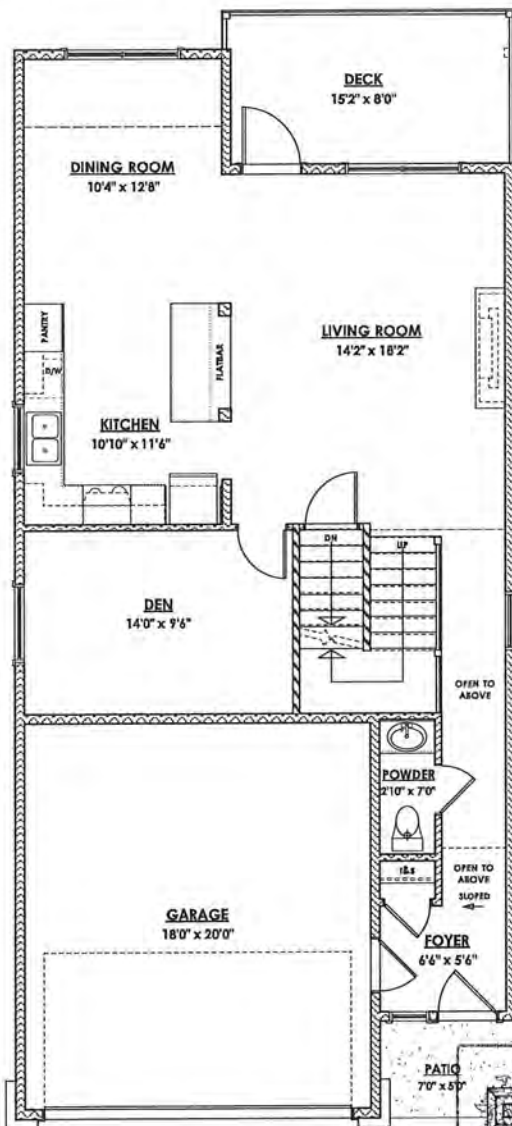 DECK
15'2" x 8'0"
DINING ROOM
10'4" x 12'8"
PANTRY
D/W
FLATBAR
LIVING ROOM
14'2" x 18'2"
KITCHEN
10'10" x 11'6"
DN
UP
DEN
14'0" x 9'6"
OPEN TO
ABOVE
POWDER
2'10" x 7'0"
OPEN TO
ABOVE
SLOPED
GARAGE
18'0" x 20'0"
FOYER
6'6" x 5'6"
PATIO
7'0" x 5'0"